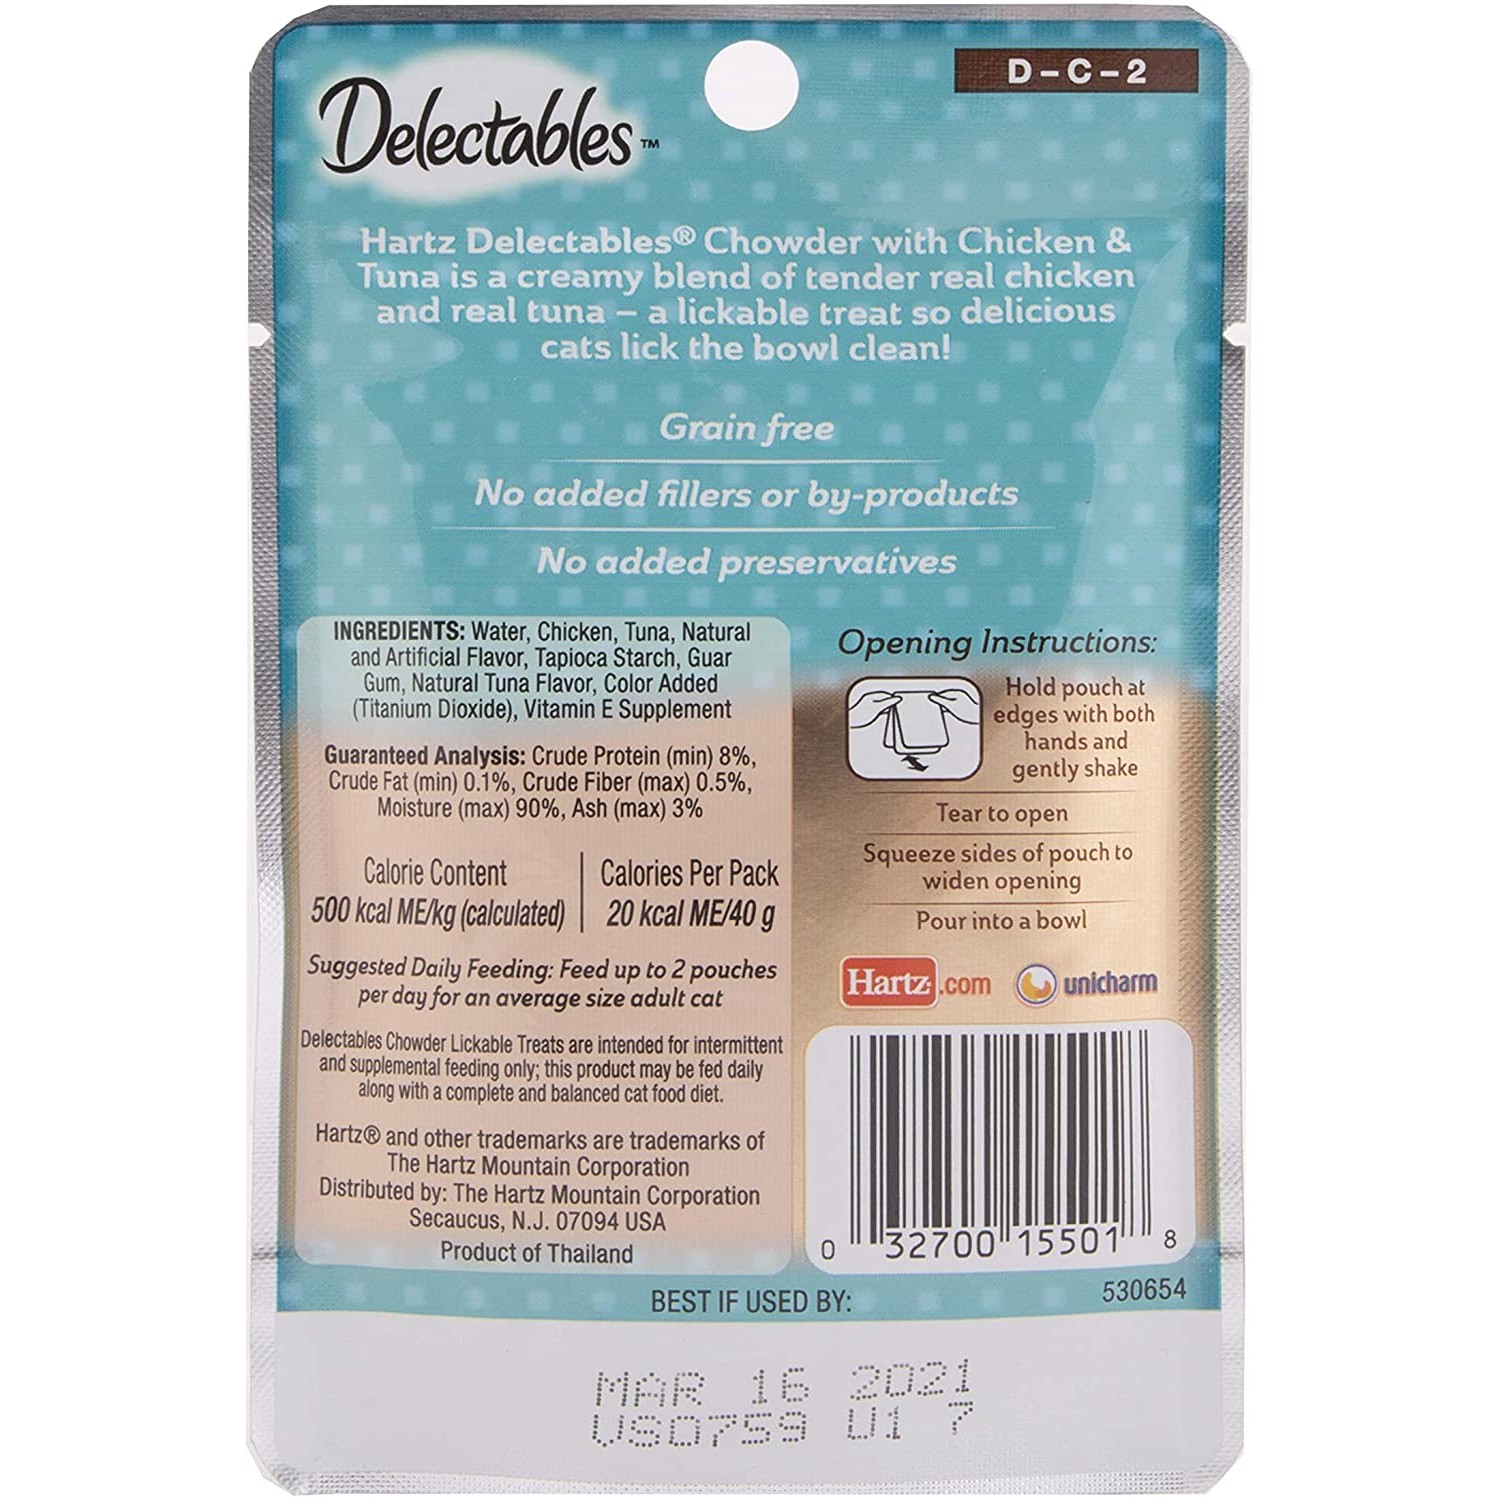 Delectables™
D-C-2
Hartz Delectables® Chowder with Chicken &
Tuna is a creamy blend of tender real chicken
and real tuna – a lickable treat so delicious
cats lick the bowl clean!
Grain free
No added fillers or by-products
No added preservatives
INGREDIENTS: Water, Chicken, Tuna, Natural
and Artificial Flavor, Tapioca Starch, Guar
Gum, Natural Tuna Flavor, Color Added
(Titanium Dioxide), Vitamin E Supplement
Guaranteed Analysis: Crude Protein (min) 8%,
Crude Fat (min) 0.1%, Crude Fiber (max) 0.5%,
Moisture (max) 90%, Ash (max) 3%
Calorie Content
500 kcal ME/kg (calculated)
Calories Per Pack
20 kcal ME/40 g
Suggested Daily Feeding: Feed up to 2 pouches
per day for an average size adult cat
Delectables Chowder Lickable Treats are intended for intermittent
and supplemental feeding only; this product may be fed daily
along with a complete and balanced cat food diet.
Hartz® and other trademarks are trademarks of
The Hartz Mountain Corporation
Distributed by: The Hartz Mountain Corporation
Secaucus, N.J. 07094 USA
Product of Thailand
Opening Instructions:
Hold pouch at
edges with both
hands and
gently shake
Tear to open
Squeeze sides of pouch to
widen opening
Pour into a bowl
Hartz.com
unicharm
0 32700 15501 8
530654
BEST IF USED BY:
MAR 16 2021
US0759 U1 7